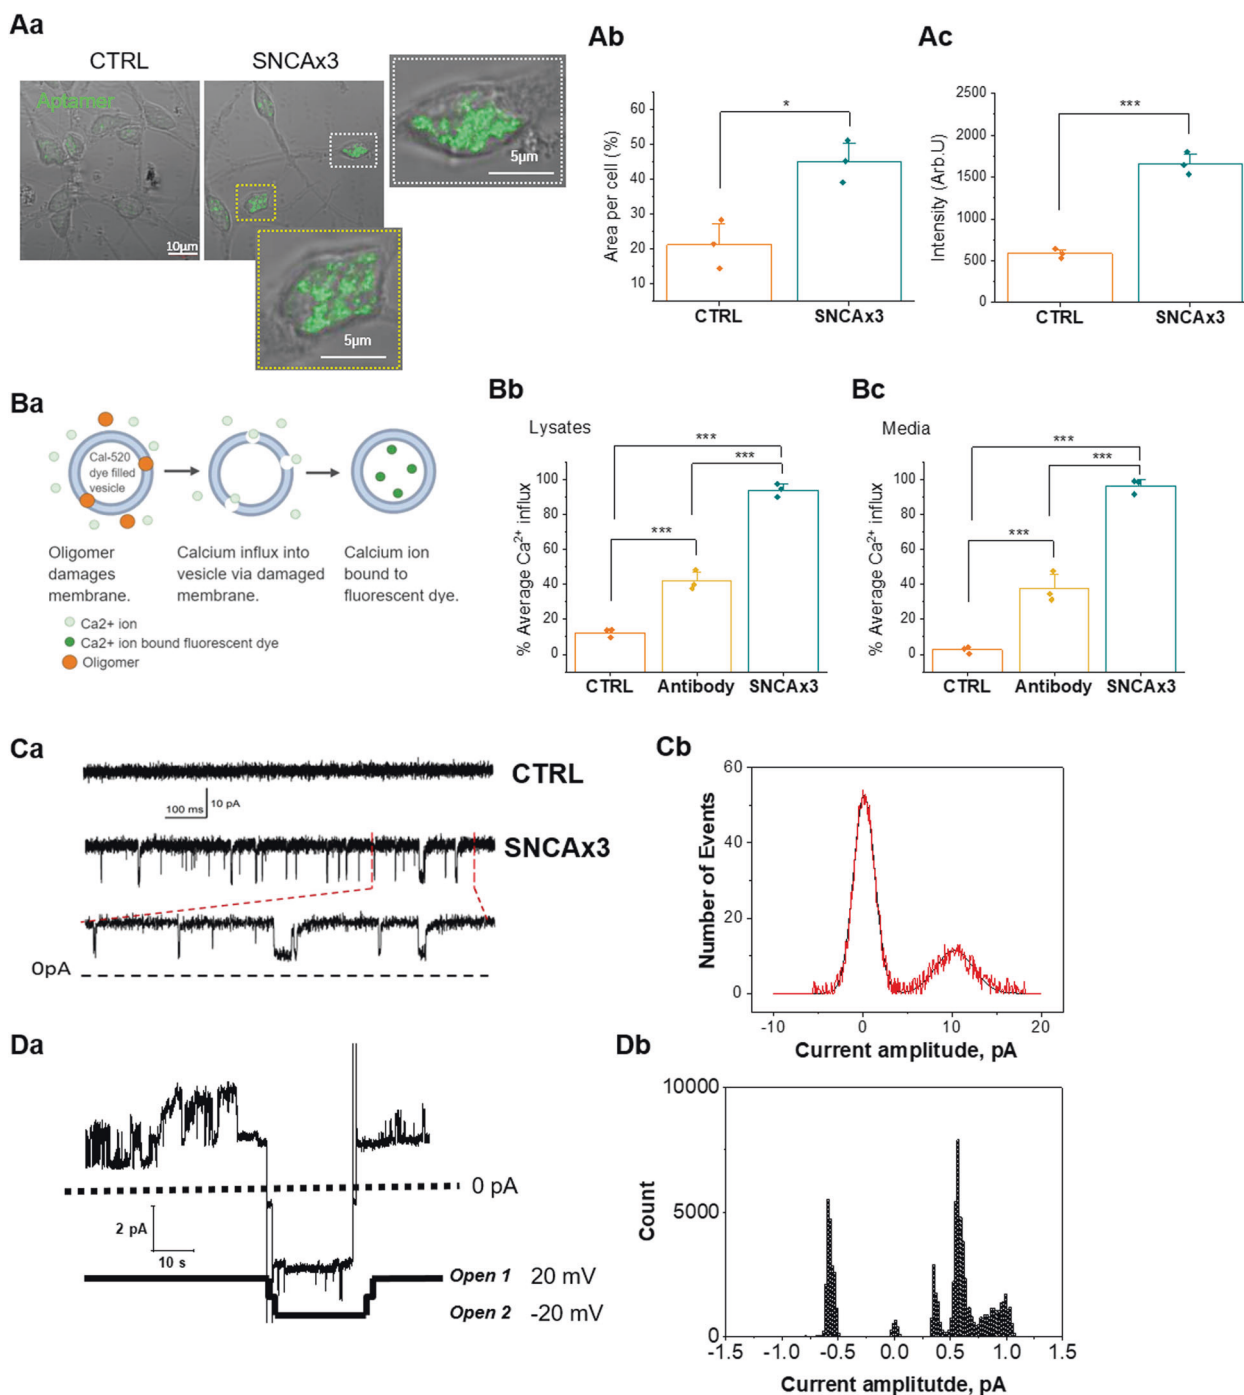 Aa
CTRL
SNCAx3
Aptamer
10µm
5µm
5µm
Ab
*
Area per cell (%)
60
50
40
30
20
10
CTRL
SNCAx3
Ac
***
Intensity (Arb.U)
2500
2000
1500
1000
500
0
CTRL
SNCAx3
Ba
Cal-520
dye filled
vesicle
Oligomer
damages
membrane.
Calcium influx into
vesicle via damaged
membrane.
Calcium ion
bound to
fluorescent dye.
Ca2+ ion
Ca2+ ion bound fluorescent dye
Oligomer
Bb
Lysates
***
***
***
% Average Ca²⁺ influx
100
80
60
40
20
0
CTRL
Antibody
SNCAx3
Bc
Media
***
***
***
% Average Ca²⁺ influx
100
80
60
40
20
0
CTRL
Antibody
SNCAx3
Ca
CTRL
100 ms
10 pA
SNCAx3
0pA
Cb
Number of Events
60
40
20
0
-10
0
10
20
Current amplitude, pA
Da
0 pA
2 pA
10 s
Open 1 20 mV
Open 2 -20 mV
Db
Count
10000
5000
0
-1.5
-1.0
-0.5
0.0
0.5
1.0
1.5
Current amplitutde, pA